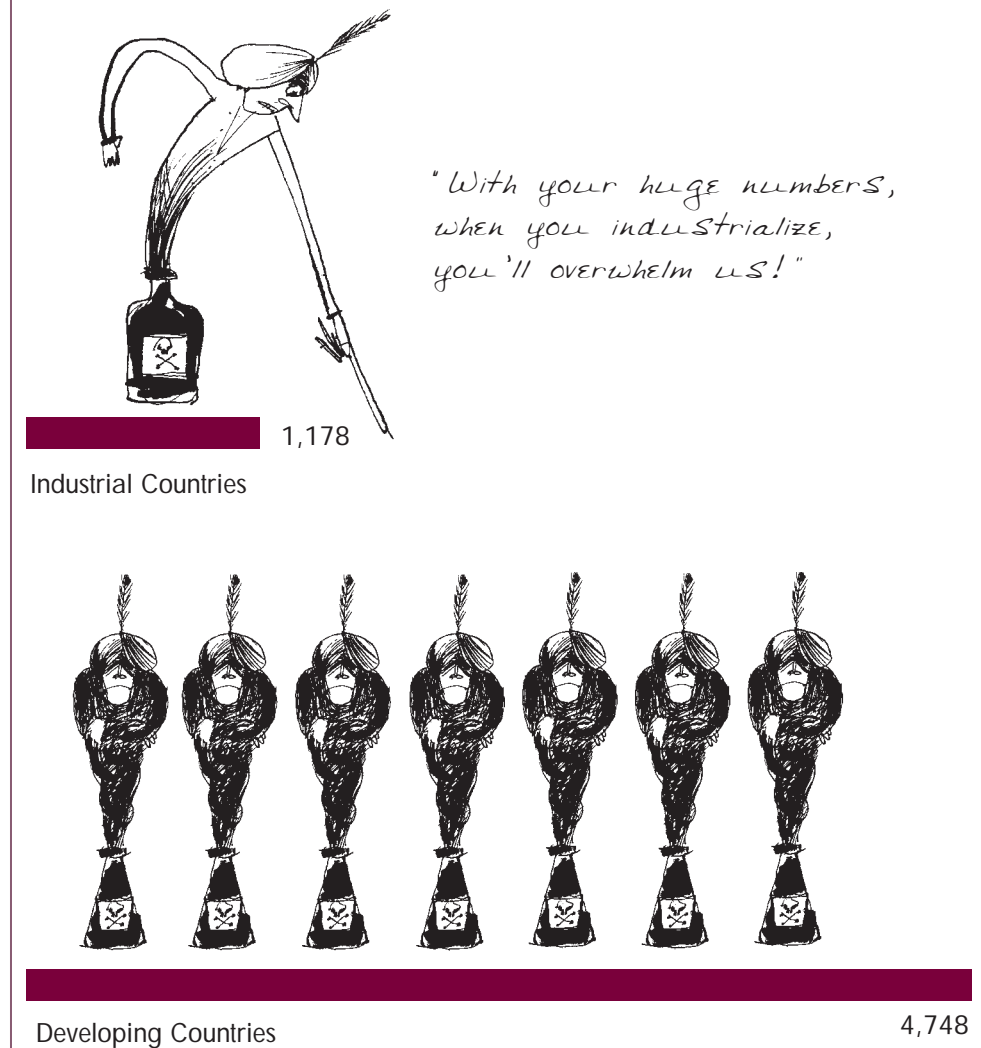 "With your huge numbers,
when you industrialize,
you'll overwhelm us!"
1,178
Industrial Countries
4,748
Developing Countries